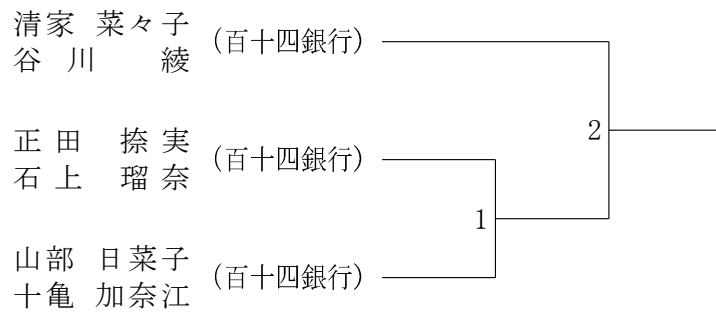 清家 菜々子
谷川 綾
(百十四銀行)
2
正田 捺実
石上 瑠奈
(百十四銀行)
1
山部 日菜子
十亀 加奈江
(百十四銀行)